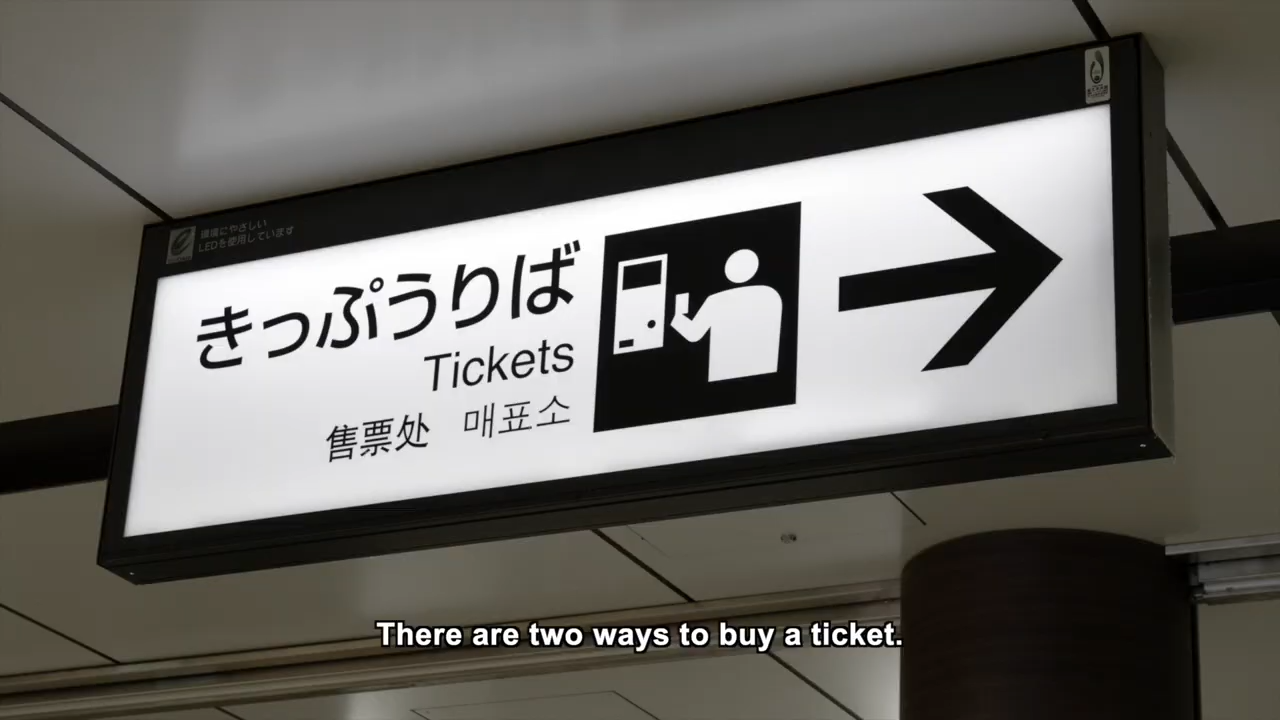 環境にやさしい
LEDを使用しています
きっぷうりば
Tickets
售票处 매표소
There are two ways to buy a ticket.